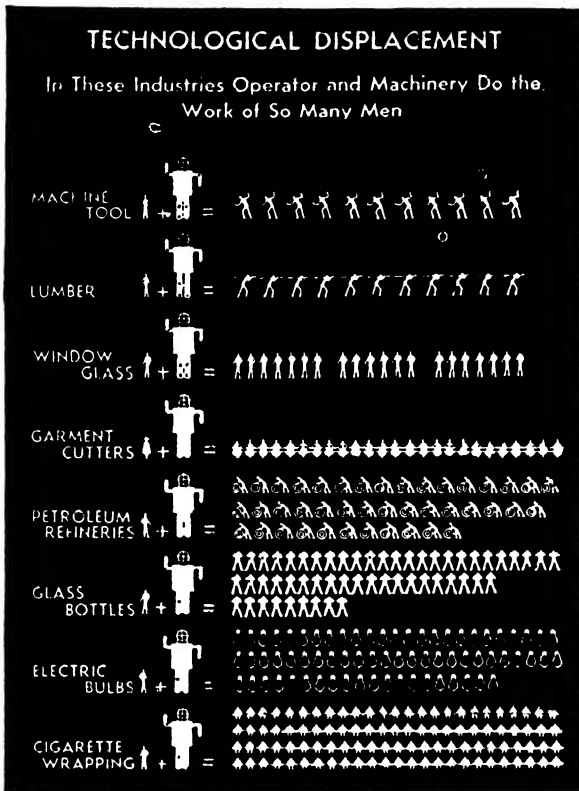 TECHNOLOGICAL DISPLACEMENT
In These Industries Operator and Machinery Do the
Work of So Many Men
MACHINE
TOOL + =
LUMBER + =
WINDOW
GLASS + =
GARMENT
CUTTERS + =
PETROLEUM
REFINERIES + =
GLASS
BOTTLES + =
ELECTRIC
BULBS + =
CIGARETTE
WRAPPING + =